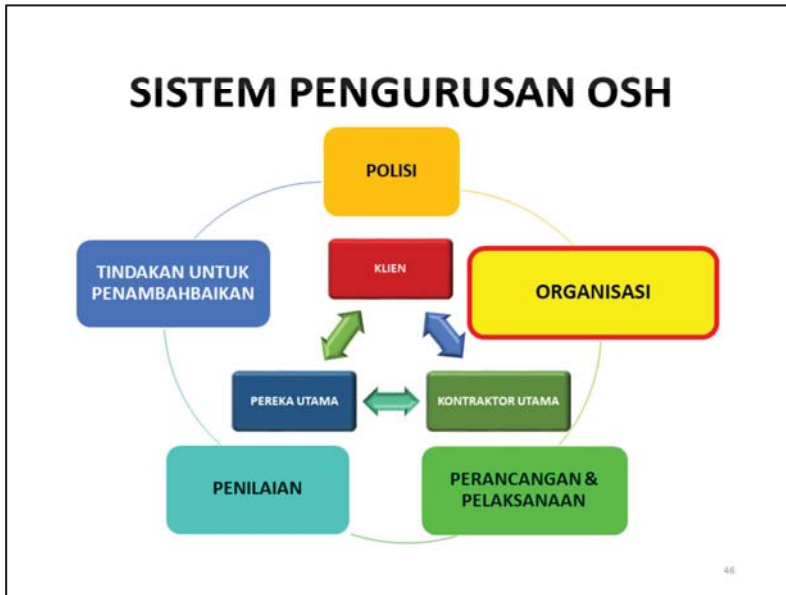 SISTEM PENGURUSAN OSH
POLISI
TINDAKAN UNTUK
PENAMBAHBAIKAN
KLIEN
ORGANISASI
PEREKA UTAMA
KONTRAKTOR UTAMA
PENILAIAN
PERANCANGAN &
PELAKSANAAN
46